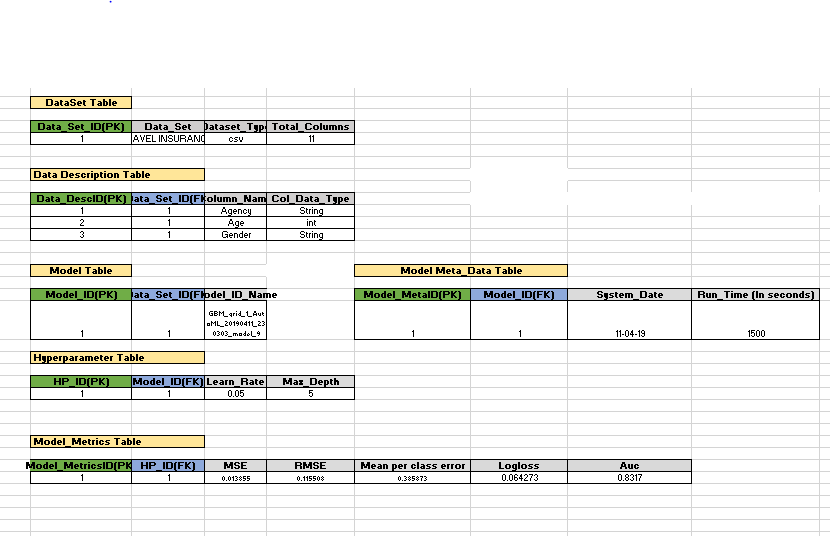 DataSet Table
Data_Set_ID(PK) Data_Set Dataset_Typ Total_Columns
1 AVEL INSURANC csv 11
Data Description Table
Data_DescID(PK) ata_Set_ID(F olumn_Nam Col_Data_Type
1 1 Agency String
2 1 Age int
3 1 Gender String
Model Table Model Meta_Data Table
Model_ID(PK) ata_Set_ID(F odel_ID_Name Model_MetaID(PK) Model_ID(FK) System_Date Run_Time (In seconds)
GBM_grid_1_Aut
oML_20190411_23
0303_model_9
1 1 1 1 11-04-19 1500
Hyperparameter Table
HP_ID(PK) Model_ID(FK) Learn_Rate Max_Depth
1 1 0.05 5
Model_Metrics Table
Model_MetricsID(PK HP_ID(FK) MSE RMSE Mean per class error Logloss Auc
1 1 0.013855 0.115508 0.385873 0.064273 0.8317